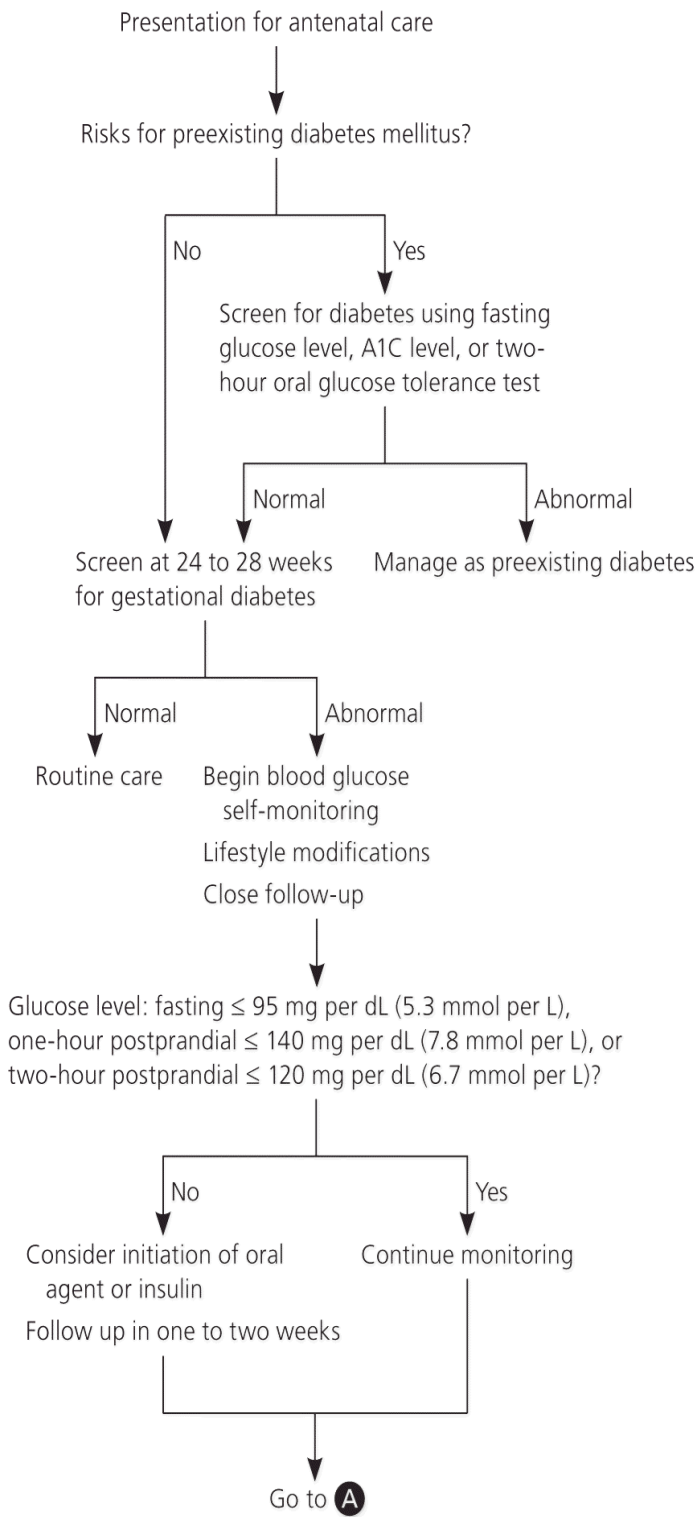 Presentation for antenatal care
Risks for preexisting diabetes mellitus?
No
Yes
Screen for diabetes using fasting
glucose level, A1C level, or two-
hour oral glucose tolerance test
Normal
Abnormal
Screen at 24 to 28 weeks
for gestational diabetes
Manage as preexisting diabetes
Normal
Abnormal
Routine care
Begin blood glucose
self-monitoring
Lifestyle modifications
Close follow-up
Glucose level: fasting ≤ 95 mg per dL (5.3 mmol per L),
one-hour postprandial ≤ 140 mg per dL (7.8 mmol per L), or
two-hour postprandial ≤ 120 mg per dL (6.7 mmol per L)?
No
Yes
Consider initiation of oral
agent or insulin
Follow up in one to two weeks
Continue monitoring
Go to A